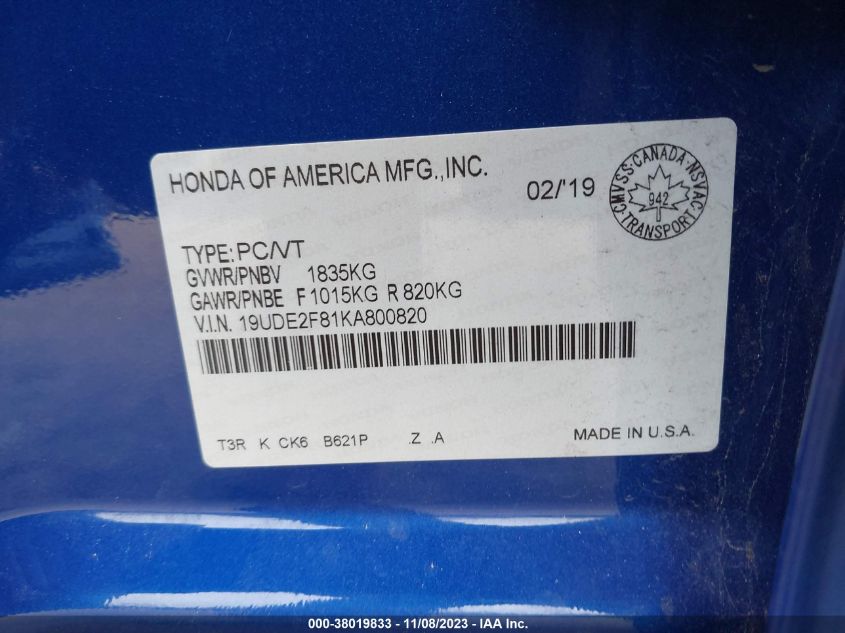 HONDA OF AMERICA MFG.,INC.
02/'19
CMVSS·CANADA·NSVAC·TRANSPORT·
942
TYPE:PC/VT
GVWR/PNBV 1835KG
GAWR/PNBE F1015KG R820KG
V.I.N. 19UDE2F81KA800820
T3R K CK6 B621P .Z .A
MADE IN U.S.A.
000-38019833 - 11/08/2023 - IAA Inc.